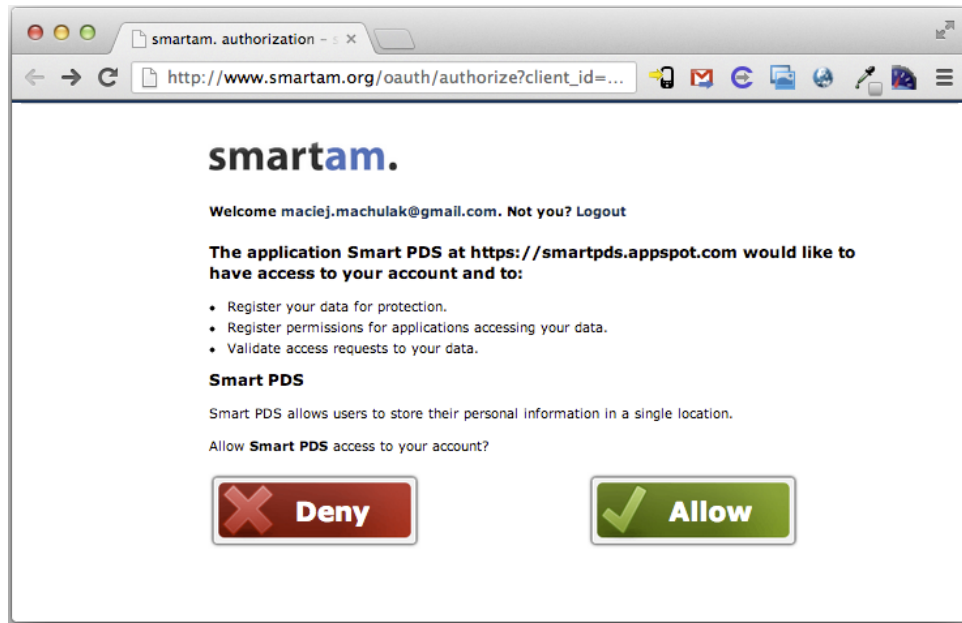 smartam. authorization – s
http://www.smartam.org/oauth/authorize?client_id=...
smartam.
Welcome maciej.machulak@gmail.com. Not you? Logout
The application Smart PDS at https://smartpds.appspot.com would like to
have access to your account and to:
• Register your data for protection.
• Register permissions for applications accessing your data.
• Validate access requests to your data.
Smart PDS
Smart PDS allows users to store their personal information in a single location.
Allow Smart PDS access to your account?
Deny
Allow